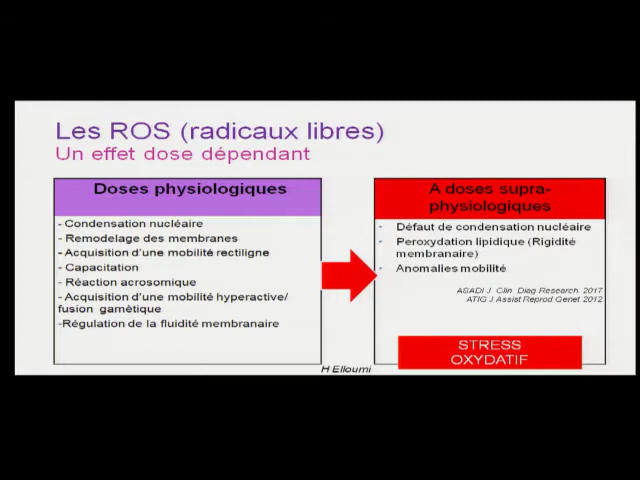 Les ROS (radicaux libres)
Un effet dose dépendant
Doses physiologiques
- Condensation nucléaire
- Remodelage des membranes
- Acquisition d'une mobilité rectiligne
- Capacitation
- Réaction acrosomique
- Acquisition d'une mobilité hyperactive/
fusion gamètique
-Régulation de la fluidité membranaire
A doses supra-
physiologiques
- Défaut de condensation nucléaire
- Peroxydation lipidique (Rigidité
membranaire)
- Anomalies mobilité
ASADI J Clin Diag Research. 2017
ATIG J Assist Reprod Genet 2012
STRESS
OXYDATIF
H Elloumi